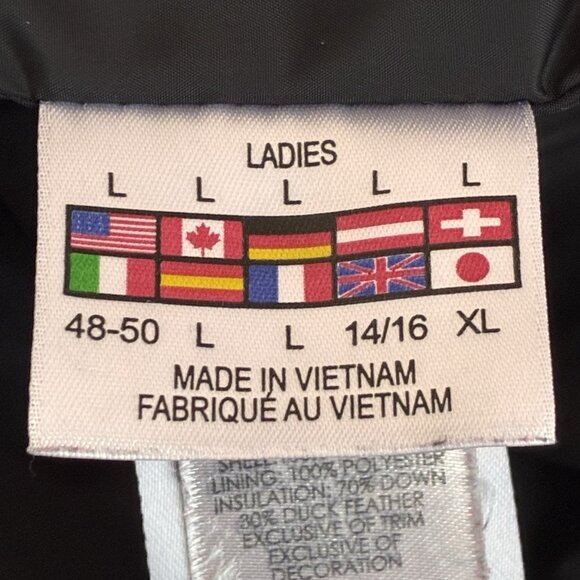 LADIES
L L L L L
48-50 L L 14/16 XL
MADE IN VIETNAM
FABRIQUÉ AU VIETNAM
SHELL
LINING: 100% POLYESTER
INSULATION: 70% DOWN
30% DUCK FEATHER
EXCLUSIVE OF TRIM
EXCLUSIVE OF
DECORATION